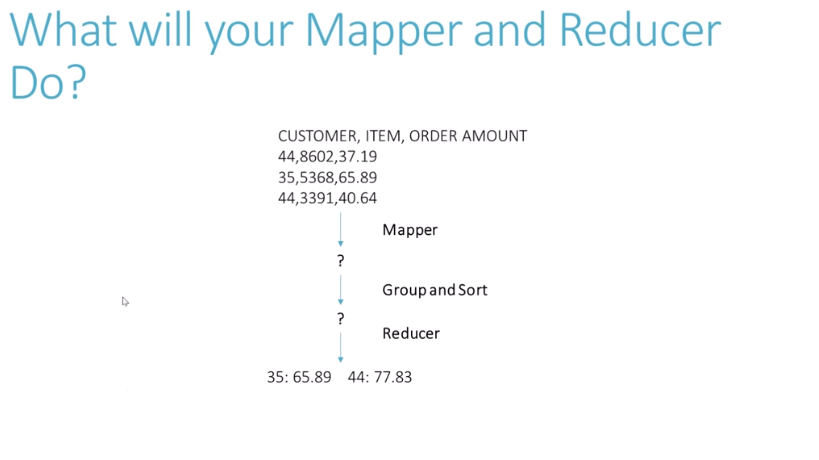 What will your Mapper and Reducer
Do?
CUSTOMER, ITEM, ORDER AMOUNT
44,8602,37.19
35,5368,65.89
44,3391,40.64
Mapper
?
Group and Sort
?
Reducer
35: 65.89 44: 77.83